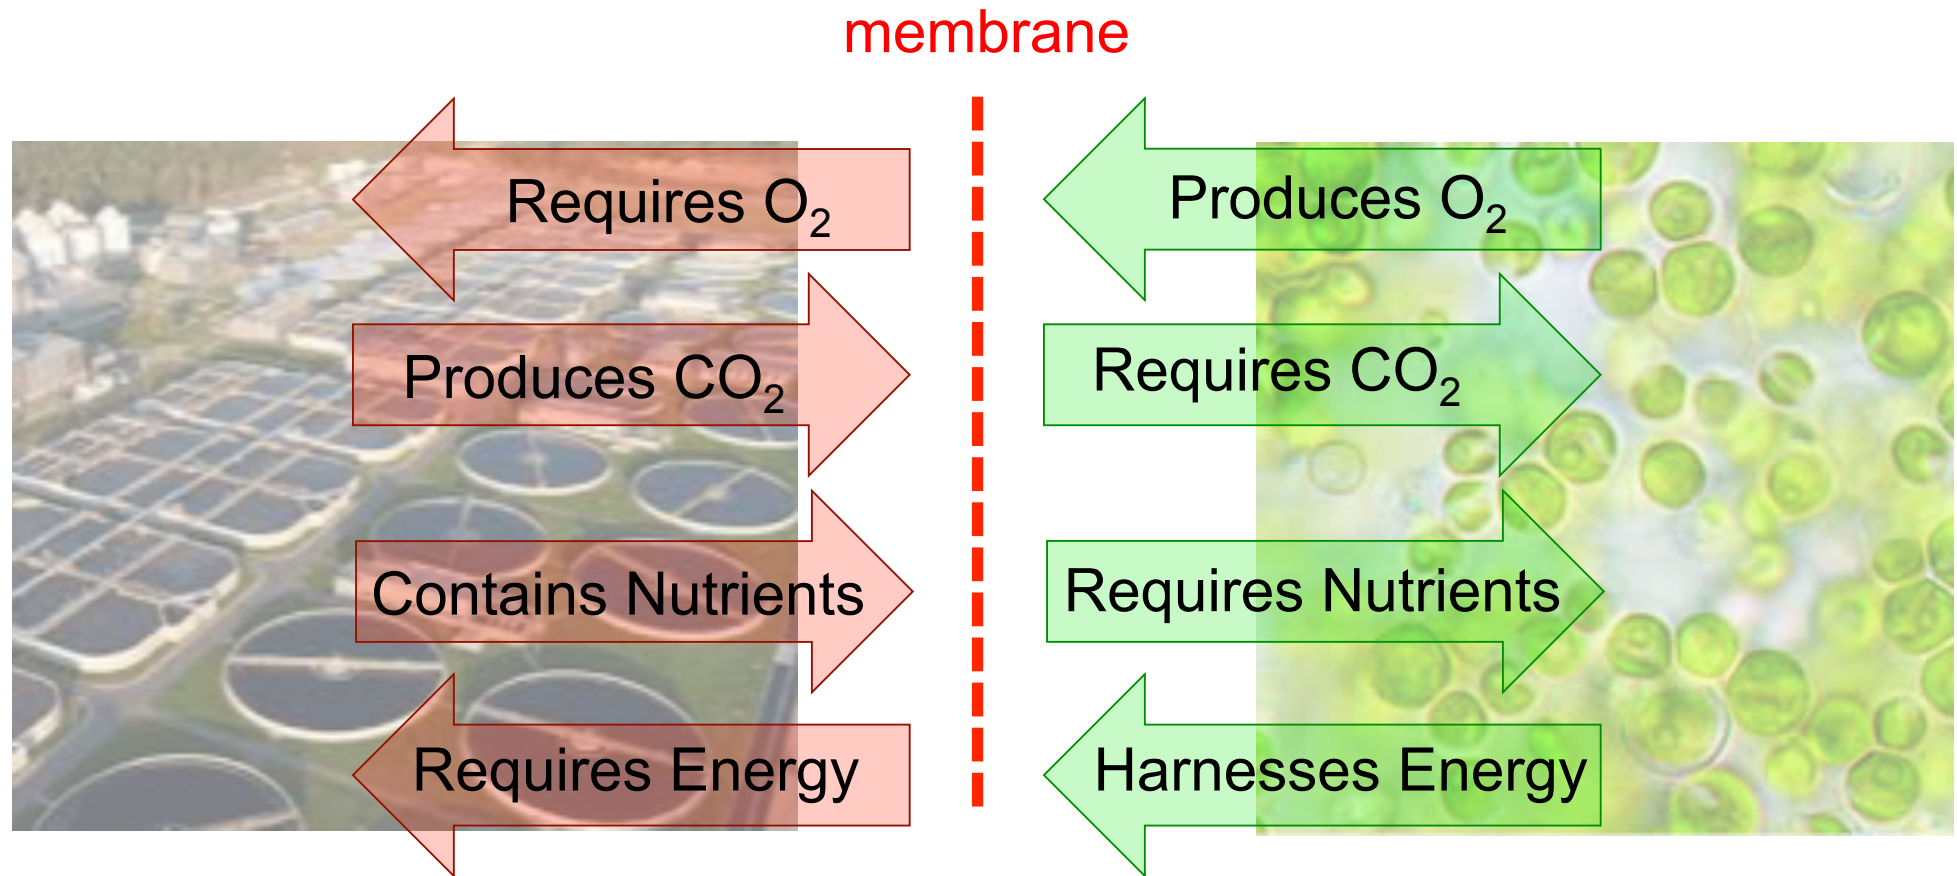 membrane
Requires O₂
Produces O₂
Produces CO₂
Requires CO₂
Contains Nutrients
Requires Nutrients
Requires Energy
Harnesses Energy